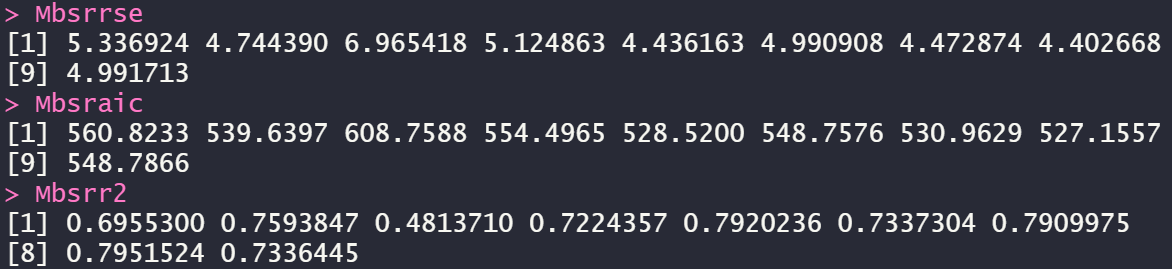 > Mbsrrse
[1] 5.336924 4.744390 6.965418 5.124863 4.436163 4.990908 4.472874 4.402668
[9] 4.991713
> Mbsraic
[1] 560.8233 539.6397 608.7588 554.4965 528.5200 548.7576 530.9629 527.1557
[9] 548.7866
> Mbsrr2
[1] 0.6955300 0.7593847 0.4813710 0.7224357 0.7920236 0.7337304 0.7909975
[8] 0.7951524 0.7336445